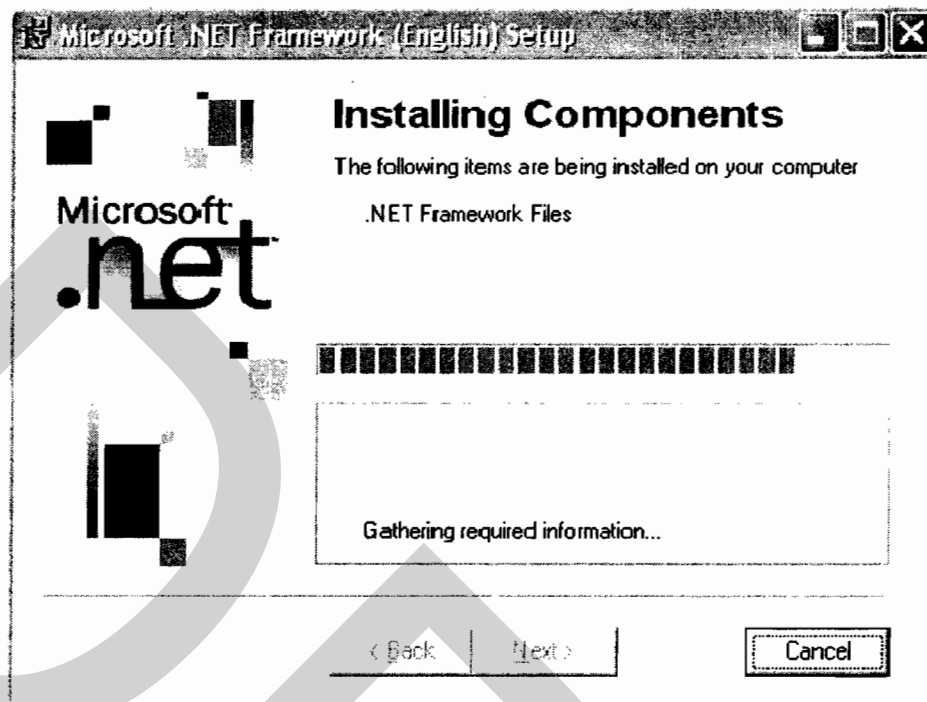 Microsoft .NET Framework (English) Setup
Installing Components
The following items are being installed on your computer
.NET Framework Files
Microsoft
.net
Gathering required information...
< Back
Next >
Cancel